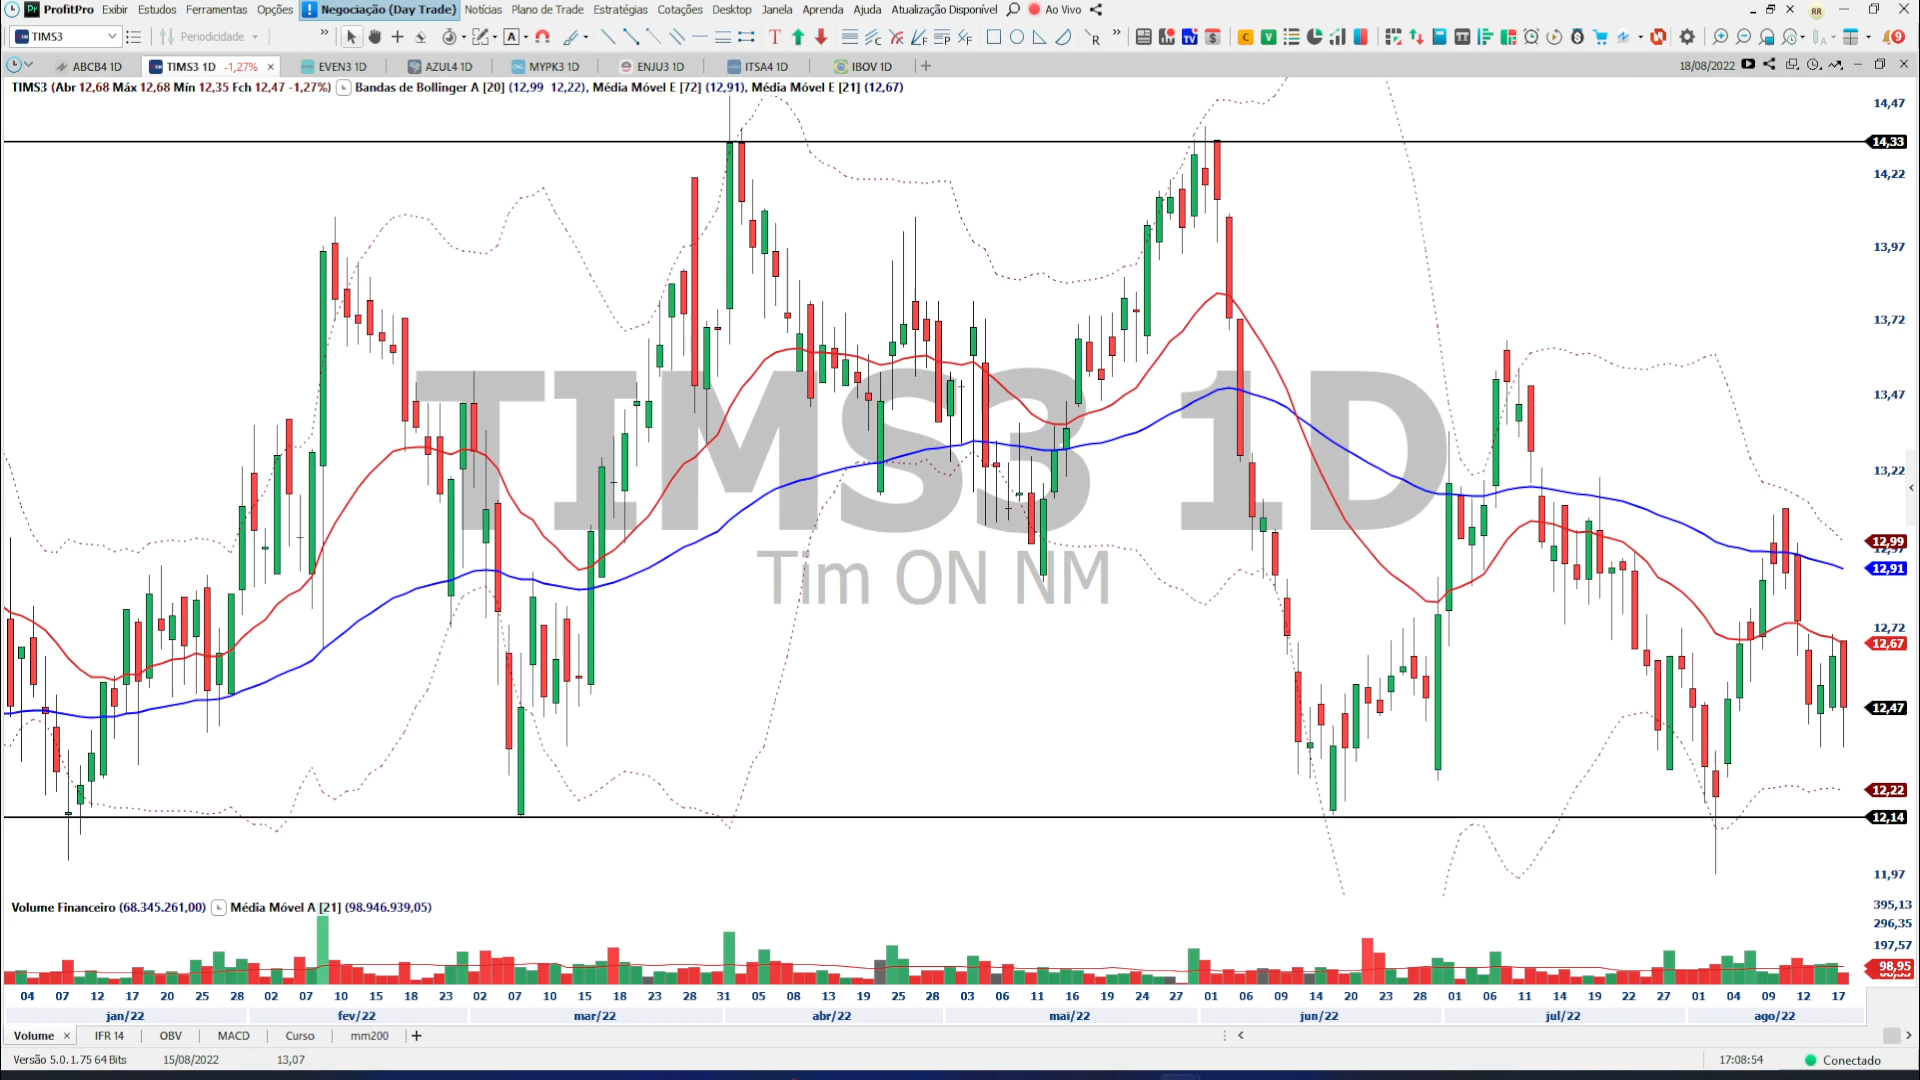 ProfitPro Exibir Estudos Ferramentas Opções Negociação (Day Trade) Notícias Plano de Trade Estratégias Cotações Desktop Janela Aprenda Ajuda Atualização Disponível Ao Vivo RR
TIMS3 Periodicidade 9
ABCB4 1D TIMS3 1D -1,27% EVEN3 1D AZUL4 1D MYPK3 1D ENJU3 1D ITSA4 1D IBOV 1D 18/08/2022
TIMS3 (Abr 12,68 Máx 12,68 Mín 12,35 Fch 12,47 -1,27%) Bandas de Bollinger A [20] (12,99 12,22), Média Móvel E [72] (12,91), Média Móvel E [21] (12,67)
14,47
14,33
14,22
13,97
13,72
13,47
13,22
12,99
12,97
12,91
12,72
12,67
12,47
12,22
12,14
11,97
TIMS3 1D
Tim ON NM
Volume Financeiro (68.345.261,00) Média Móvel A [21] (98.946.939,05)
395,13
296,35
197,57
98,95
04 07 12 17 20 25 28 02 07 10 15 18 23 02 07 10 15 18 23 28 31 05 08 13 19 25 28 03 06 11 16 19 24 27 01 06 09 14 20 23 28 01 06 11 14 19 22 27 01 04 09 12 17
jan/22 fev/22 mar/22 abr/22 mai/22 jun/22 jul/22 ago/22
Volume IFR 14 OBV MACD Curso mm200
Versão 5.0.1.75 64 Bits 15/08/2022 13,07 17:08:54 Conectado